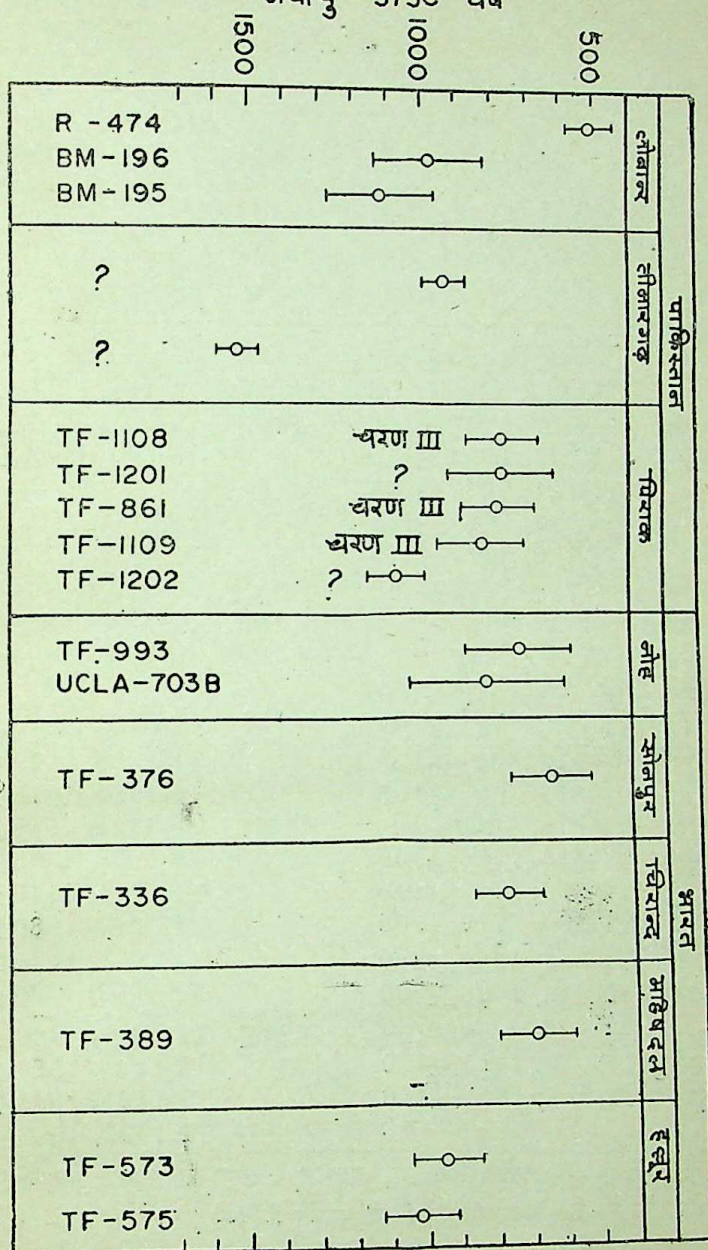 1500
1000
500
पाकिस्तान
R-474
BM-196
BM-195
तीमारगढ़
?
?
पिराक
TF-1108 चरण III
TF-1201 ?
TF-861 चरण III
TF-1109 चरण III
TF-1202 ?
भारत
नोह
TF-993
UCLA-703B
सोनपुर
TF-376
चिरान्द
TF-336
महिषदल
TF-389
हल्लूर
TF-573
TF-575